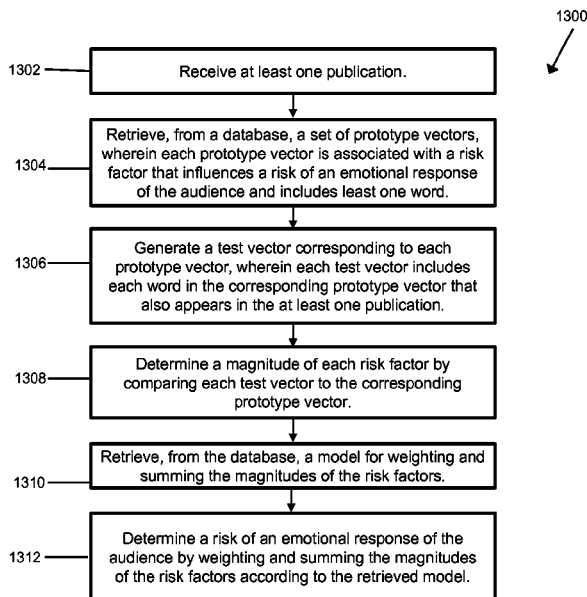 1300
1302
Receive at least one publication.
1304
Retrieve, from a database, a set of prototype vectors,
wherein each prototype vector is associated with a risk
factor that influences a risk of an emotional response
of the audience and includes least one word.
1306
Generate a test vector corresponding to each
prototype vector, wherein each test vector includes
each word in the corresponding prototype vector that
also appears in the at least one publication.
1308
Determine a magnitude of each risk factor by
comparing each test vector to the corresponding
prototype vector.
1310
Retrieve, from the database, a model for weighting and
summing the magnitudes of the risk factors.
1312
Determine a risk of an emotional response of the
audience by weighting and summing the magnitudes
of the risk factors according to the retrieved model.